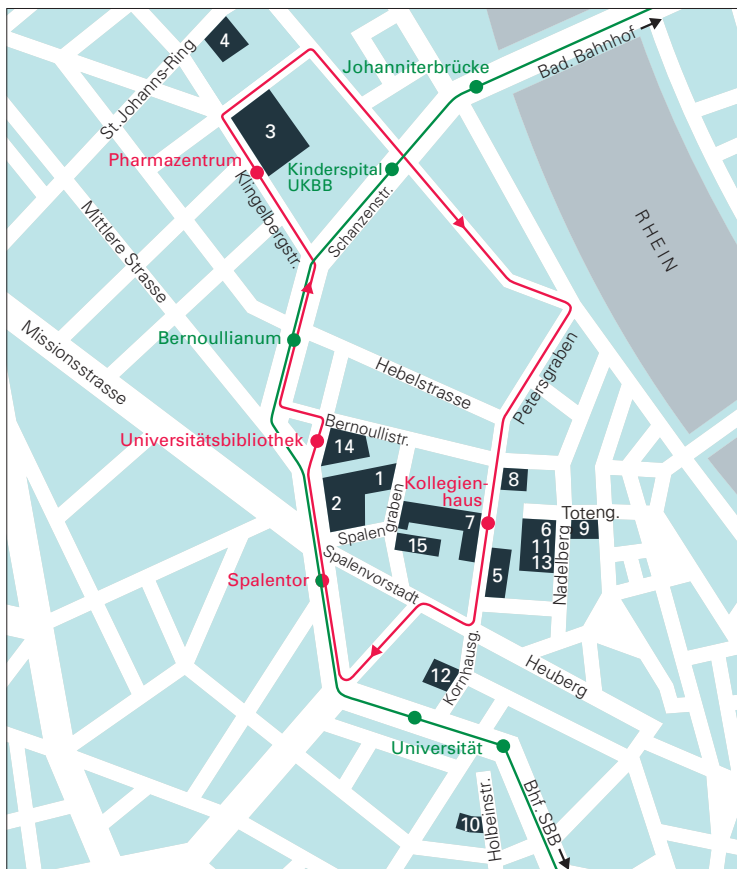 4
St. Johanns-Ring
Johanniterbrücke
Bad. Bahnhof
3
Pharmazentrum
Kinderspital
UKBB
Klingelbergstr.
Schanzenstr.
RHEIN
Mittlere Strasse
Missionsstrasse
Bernoullianum
Hebelstrasse
Petersgraben
Universitätsbibliothek
Bernoullistr.
14
1
2
Kollegien-
haus
8
7
Spalen
graben
15
Toteng.
6
9
11
13
Nadelberg
5
Spalentor
Spalenvorstadt
12
Kornhausg.
Heuberg
Universität
10
Holbeinstr.
Bhf. SBB